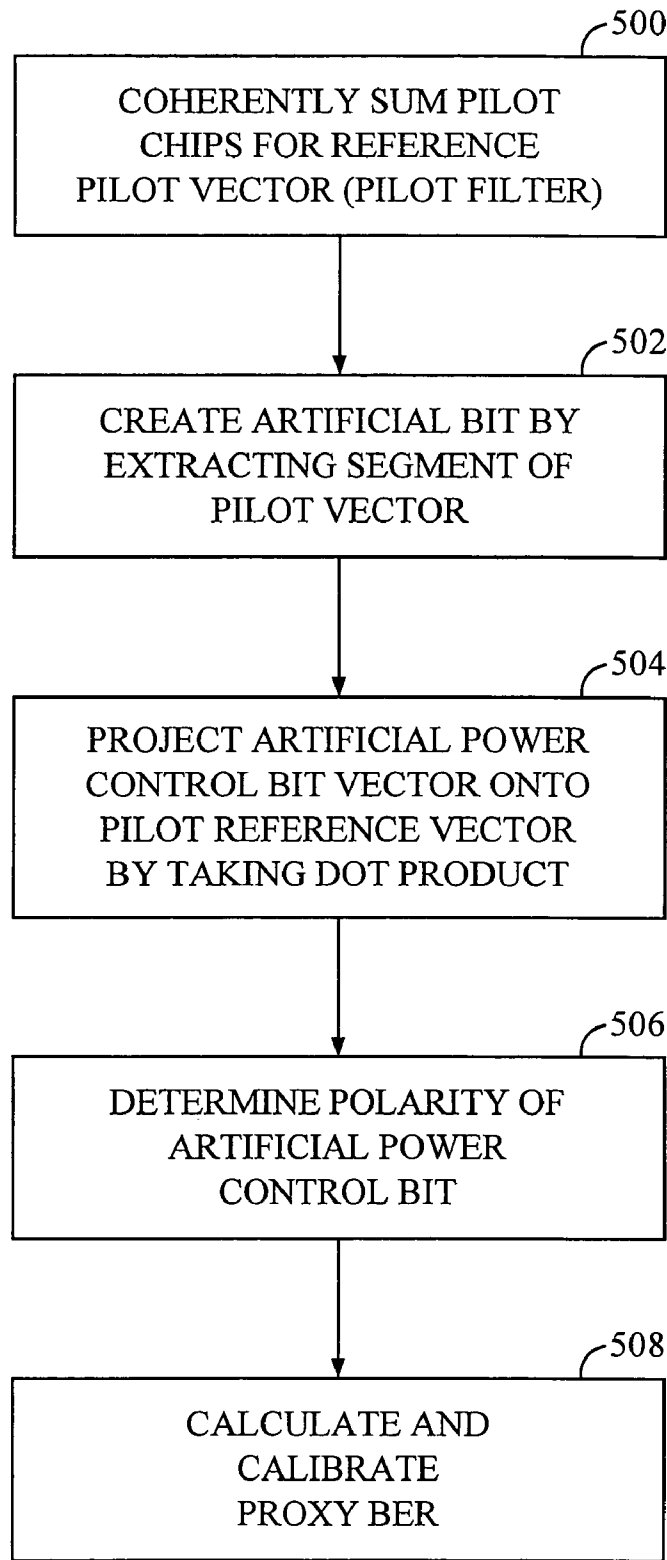 500
COHERENTLY SUM PILOT
CHIPS FOR REFERENCE
PILOT VECTOR (PILOT FILTER)
502
CREATE ARTIFICIAL BIT BY
EXTRACTING SEGMENT OF
PILOT VECTOR
504
PROJECT ARTIFICIAL POWER
CONTROL BIT VECTOR ONTO
PILOT REFERENCE VECTOR
BY TAKING DOT PRODUCT
506
DETERMINE POLARITY OF
ARTIFICIAL POWER
CONTROL BIT
508
CALCULATE AND
CALIBRATE
PROXY BER